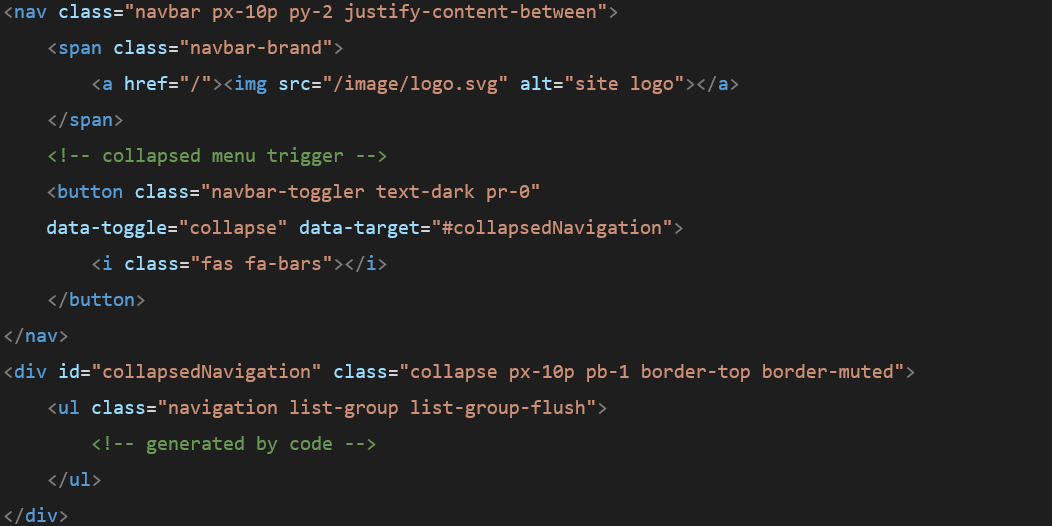 <nav class="navbar px-10p py-2 justify-content-between">
    <span class="navbar-brand">
        <a href="/"><img src="/image/logo.svg" alt="site logo"></a>
    </span>
    <!-- collapsed menu trigger -->
    <button class="navbar-toggler text-dark pr-0"
    data-toggle="collapse" data-target="#collapsedNavigation">
        <i class="fas fa-bars"></i>
    </button>
</nav>
<div id="collapsedNavigation" class="collapse px-10p pb-1 border-top border-muted">
    <ul class="navigation list-group list-group-flush">
        <!-- generated by code -->
    </ul>
</div>